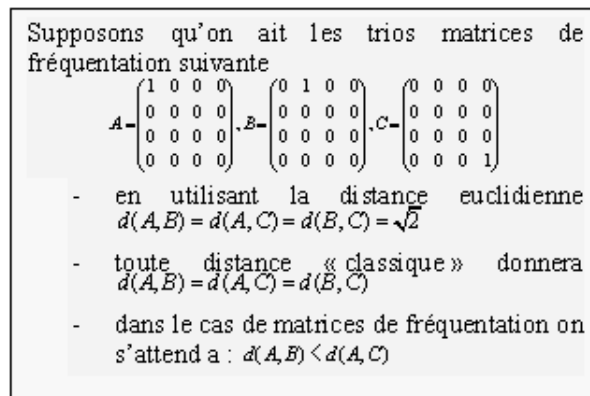 Supposons qu'on ait les trios matrices de
fréquentation suivante
A=(1 0 0 0; 0 0 0 0; 0 0 0 0; 0 0 0 0), B=(0 1 0 0; 0 0 0 0; 0 0 0 0; 0 0 0 0), C=(0 0 0 0; 0 0 0 0; 0 0 0 0; 0 0 0 1)
- en utilisant la distance euclidienne
d(A,B) = d(A,C) = d(B,C) = √2
- toute distance « classique » donnera
d(A,B) = d(A,C) = d(B,C)
- dans le cas de matrices de fréquentation on
s'attend a : d(A,B) < d(A,C)